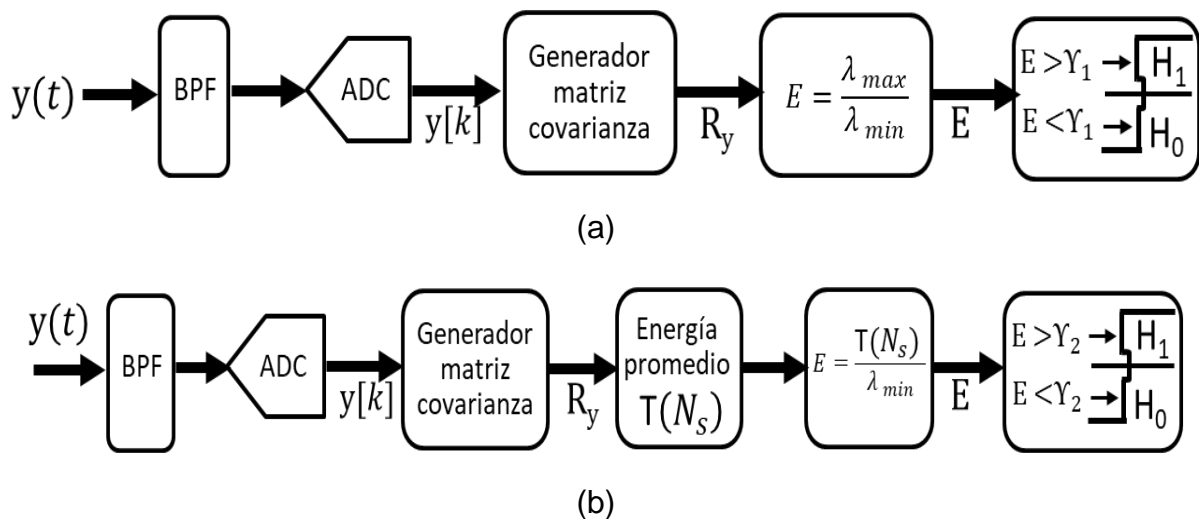 y(t)
BPF
ADC
y[k]
Generador
matriz
covarianza
R_y
E = λ_max / λ_min
E
E >ϒ_1
H_1
E <ϒ_1
H_0
(a)
y(t)
BPF
ADC
y[k]
Generador
matriz
covarianza
R_y
Energía
promedio
T(N_s)
E = T(N_s) / λ_min
E
E >ϒ_2
H_1
E <ϒ_2
H_0
(b)